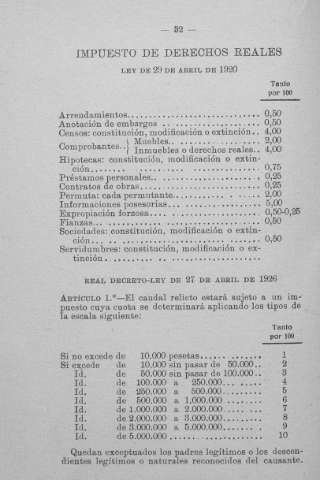 — 52 —
IMPUESTO DE DERECHOS REALES
LEY DE 29 DE ABRIL DE 1920
Tanto
por 100
Arrendamientos........ 0,50
Anotación de embargos ........ 0,50
Censos: constitución, modificación o extinción.. 4,00
Comprobantes.. { Muebles........ 2,00
Inmuebles o derechos reales.. 4,00
Hipotecas: constitución, modificación o extin-
ción........ 0,75
Préstamos personales........ 0,25
Contratos de obras........ 0,25
Permuta: cada permutante........ 2,00
Informaciones posesorias........ 5,00
Expropiación forzosa........ 0,50-0,25
Fianzas........ 0,50
Sociedades: constitución, modificación o extin-
ción........ 0,50
Servidumbres: constitución, modificación o ex-
tinción........
REAL DECRETO-LEY DE 27 DE ABRIL DE 1926
ARTÍCULO 1.º—El caudal relicto estará sujeto a un im-
puesto cuya cuota se determinará aplicando los tipos de
la escala siguiente:
Tanto
por 100
Si no excede de 10.000 pesetas........ 1
Si excede de 10.000 sin pasar de 50.000.. 2
Id. de 50.000 sin pasar de 100.000.. 3
Id. de 100.000 a 250.000........ 4
Id. de 250.000 a 500.000........ 5
Id. de 500.000 a 1.000.000........ 6
Id. de 1.000.000 a 2.000.000........ 7
Id. de 2.000.000 a 3.000.000........ 8
Id. de 3.000.000 a 5.000.000........ 9
Id. de 5.000.000........ 10
Quedan exceptuados los padres legítimos o los descen-
dientes legítimos o naturales reconocidos del causante.